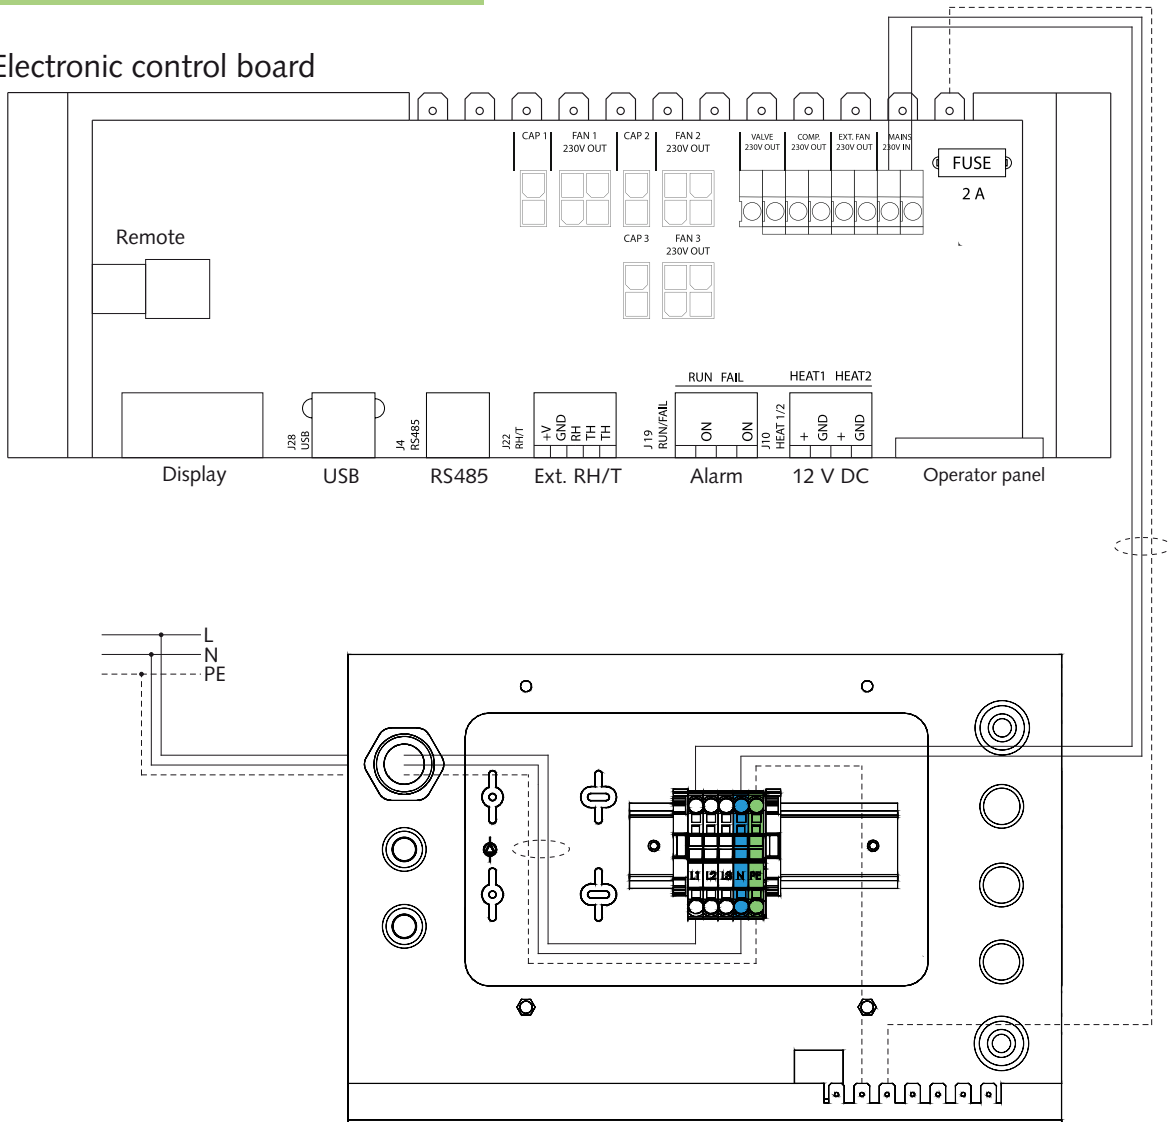 Electronic control board
CAP 1
FAN 1
230V OUT
CAP 2
FAN 2
230V OUT
VALVE
230V OUT
COMP.
230V OUT
EXT. FAN
230V OUT
MAINS
230V IN
FUSE
2 A
Remote
CAP 3
FAN 3
230V OUT
RUN FAIL
HEAT1 HEAT2
J28
USB
J4
RS485
J22
RH/T
+V
GND
RH
TH
TH
J19
RUN/FAIL
ON
ON
J10
HEAT 1/2
+
GND
+
GND
Display
USB
RS485
Ext. RH/T
Alarm
12 V DC
Operator panel
L
N
PE
L1 L2 L3 N PE